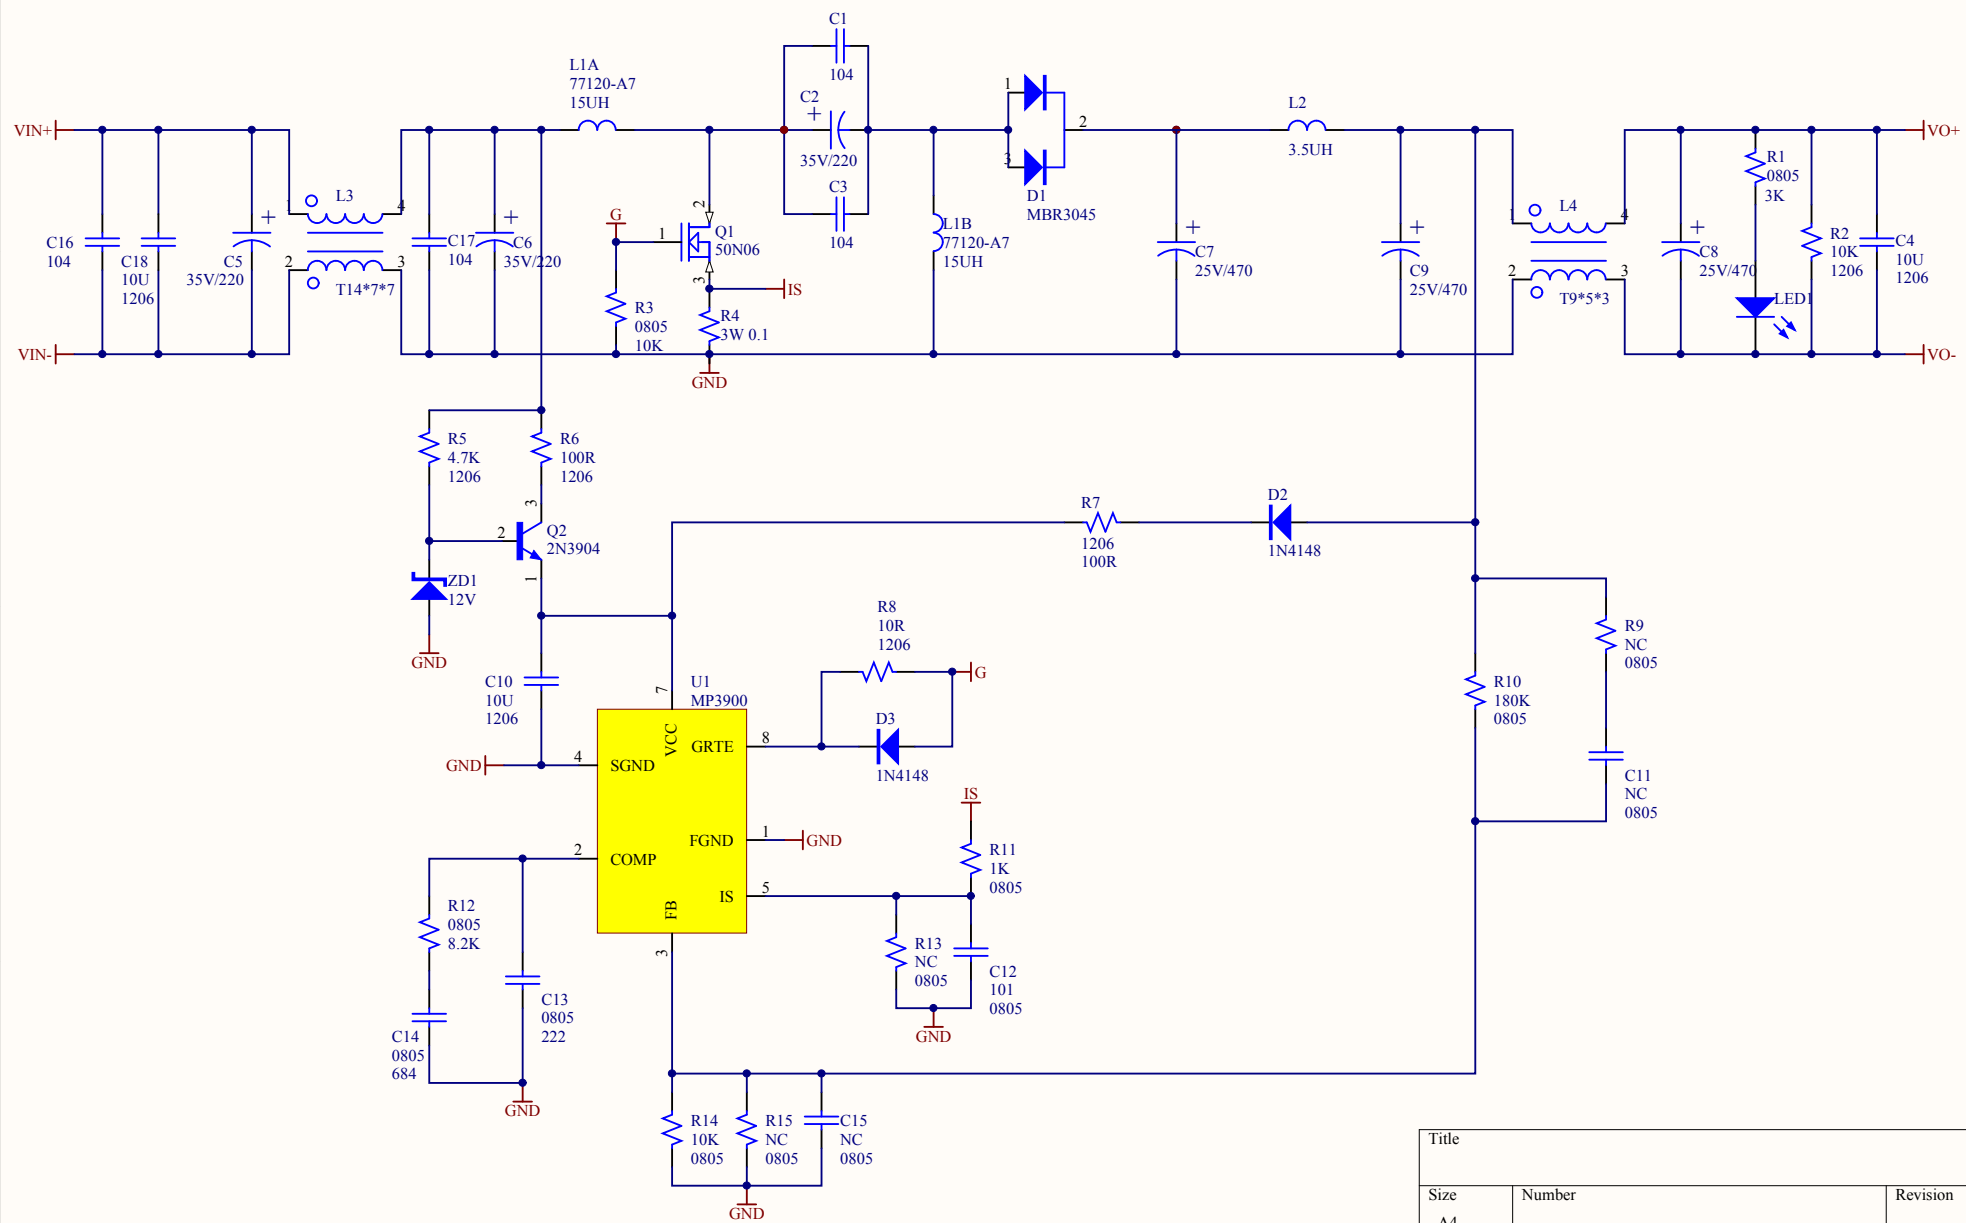 C1
104
C2
+
35V/220
C3
104
L1A
77120-A7
15UH
VIN+
VIN-
C16
104
C18
10U
1206
+
C5
35V/220
L3
1
4
2
3
T14*7*7
C17
104
+
C6
35V/220
G
1
2
3
Q1
50N06
IS
R3
0805
10K
R4
3W 0.1
GND
L1B
77120-A7
15UH
1
3
2
D1
MBR3045
+
C7
25V/470
L2
3.5UH
+
C9
25V/470
L4
1
4
2
3
T9*5*3
+
C8
25V/470
R1
0805
3K
LED1
R2
10K
1206
C4
10U
1206
VO+
VO-
R5
4.7K
1206
R6
100R
1206
3
2
1
Q2
2N3904
ZD1
12V
GND
R7
1206
100R
D2
1N4148
C10
10U
1206
GND
U1
MP3900
7
VCC
8
GRTE
4
SGND
1
FGND
GND
2
COMP
5
IS
3
FB
R8
10R
1206
G
D3
1N4148
IS
R11
1K
0805
R13
NC
0805
C12
101
0805
GND
R9
NC
0805
R10
180K
0805
C11
NC
0805
R12
0805
8.2K
C14
0805
684
C13
0805
222
GND
R14
10K
0805
R15
NC
0805
C15
NC
0805
GND
Title
Size
Number
Revision
A4